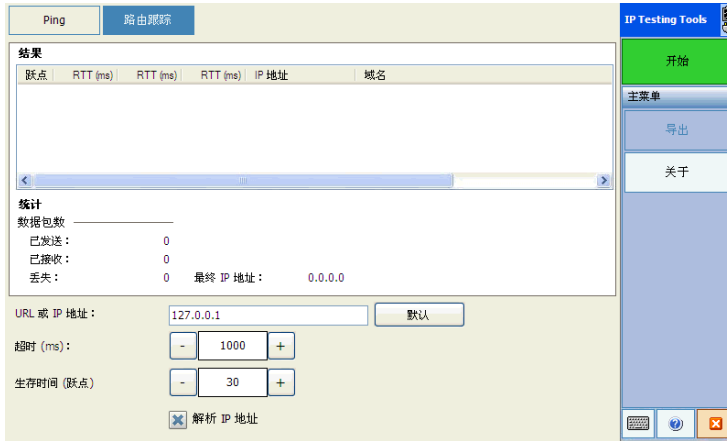 Ping 路由跟踪 IP Testing Tools
结果 开始
跃点 RTT (ms) RTT (ms) RTT (ms) IP 地址 域名
主菜单
导出
关于
统计
数据包数
已发送： 0
已接收： 0
丢失： 0 最终 IP 地址： 0.0.0.0
URL 或 IP 地址： 127.0.0.1 默认
超时 (ms)： - 1000 +
生存时间 (跃点) - 30 +
解析 IP 地址